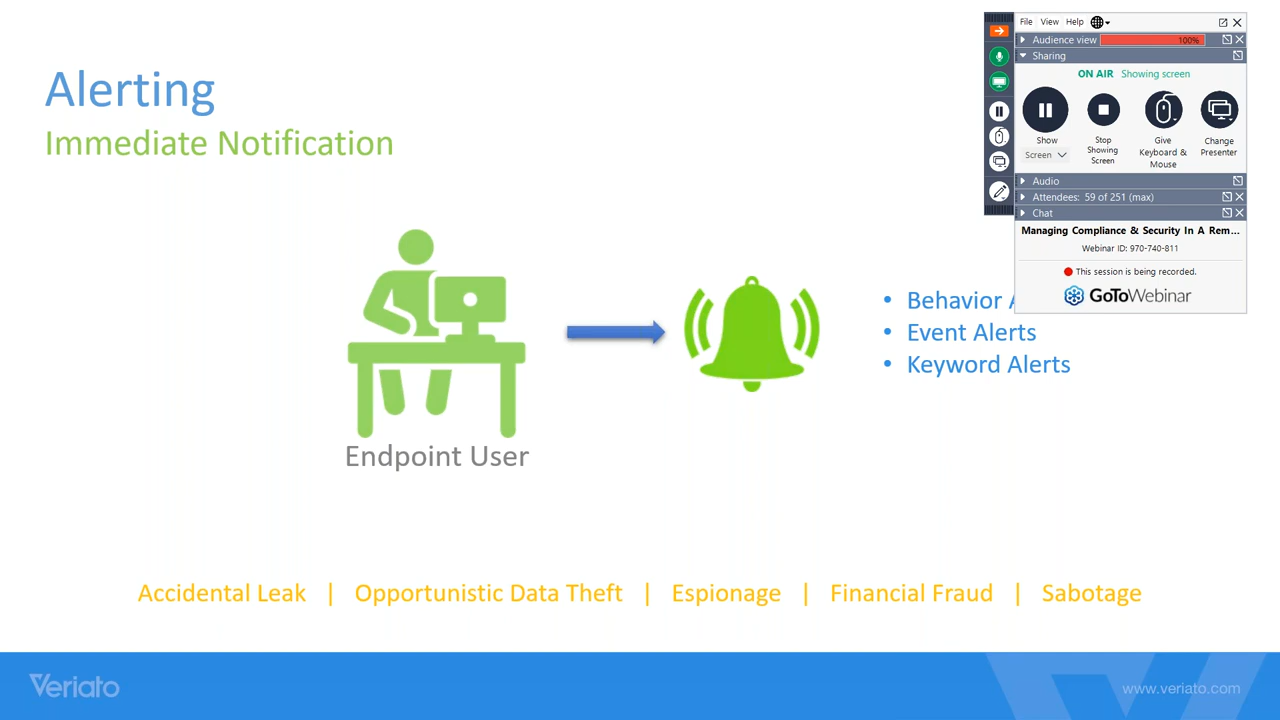 Alerting
Immediate Notification
Endpoint User
• Behavior
• Event Alerts
• Keyword Alerts
Accidental Leak | Opportunistic Data Theft | Espionage | Financial Fraud | Sabotage
Veriato
www.veriato.com
File View Help
Audience view 100%
Sharing
ON AIR Showing screen
Show
Screen
Stop
Showing
Screen
Give
Keyboard &
Mouse
Change
Presenter
Audio
Attendees: 59 of 251 (max)
Chat
Managing Compliance & Security In A Rem...
Webinar ID: 970-740-811
This session is being recorded.
GoToWebinar